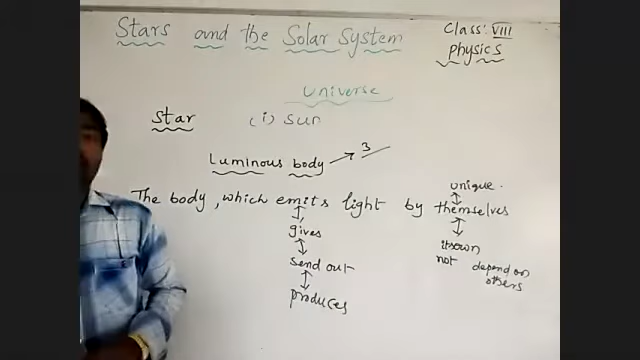 Stars and the Solar System
Class: VIII
Physics
Universe
Star (i) Sun
Luminous body → 3
unique.
The body, which emits light by themselves
gives
itsown
send out
not depend on
others
produces